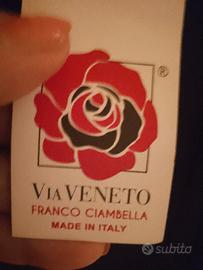 ®
VIA VENETO
FRANCO CIAMBELLA
MADE IN ITALY
subito